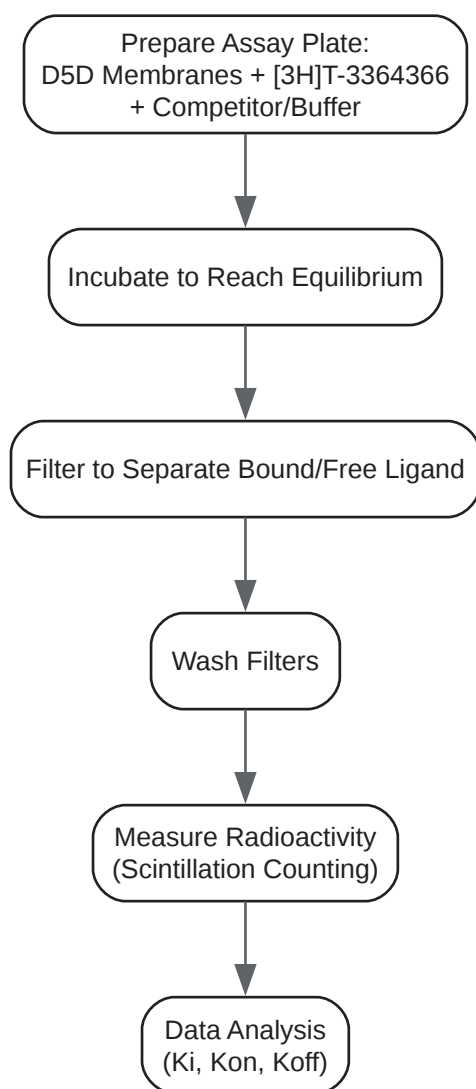 Prepare Assay Plate:
D5D Membranes + [3H]T-3364366
+ Competitor/Buffer
Incubate to Reach Equilibrium
Filter to Separate Bound/Free Ligand
Wash Filters
Measure Radioactivity
(Scintillation Counting)
Data Analysis
(Ki, Kon, Koff)